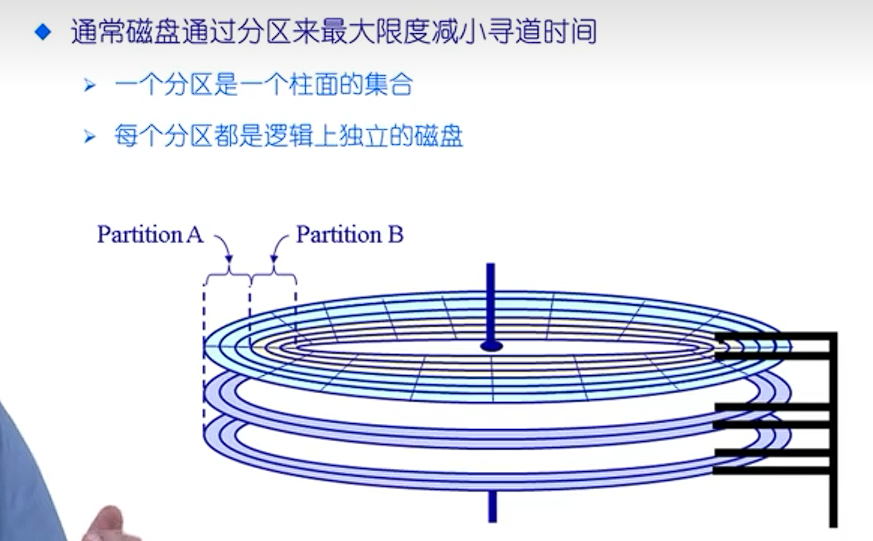 通常磁盘通过分区来最大限度减小寻道时间
一个分区是一个柱面的集合
每个分区都是逻辑上独立的磁盘
Partition A
Partition B